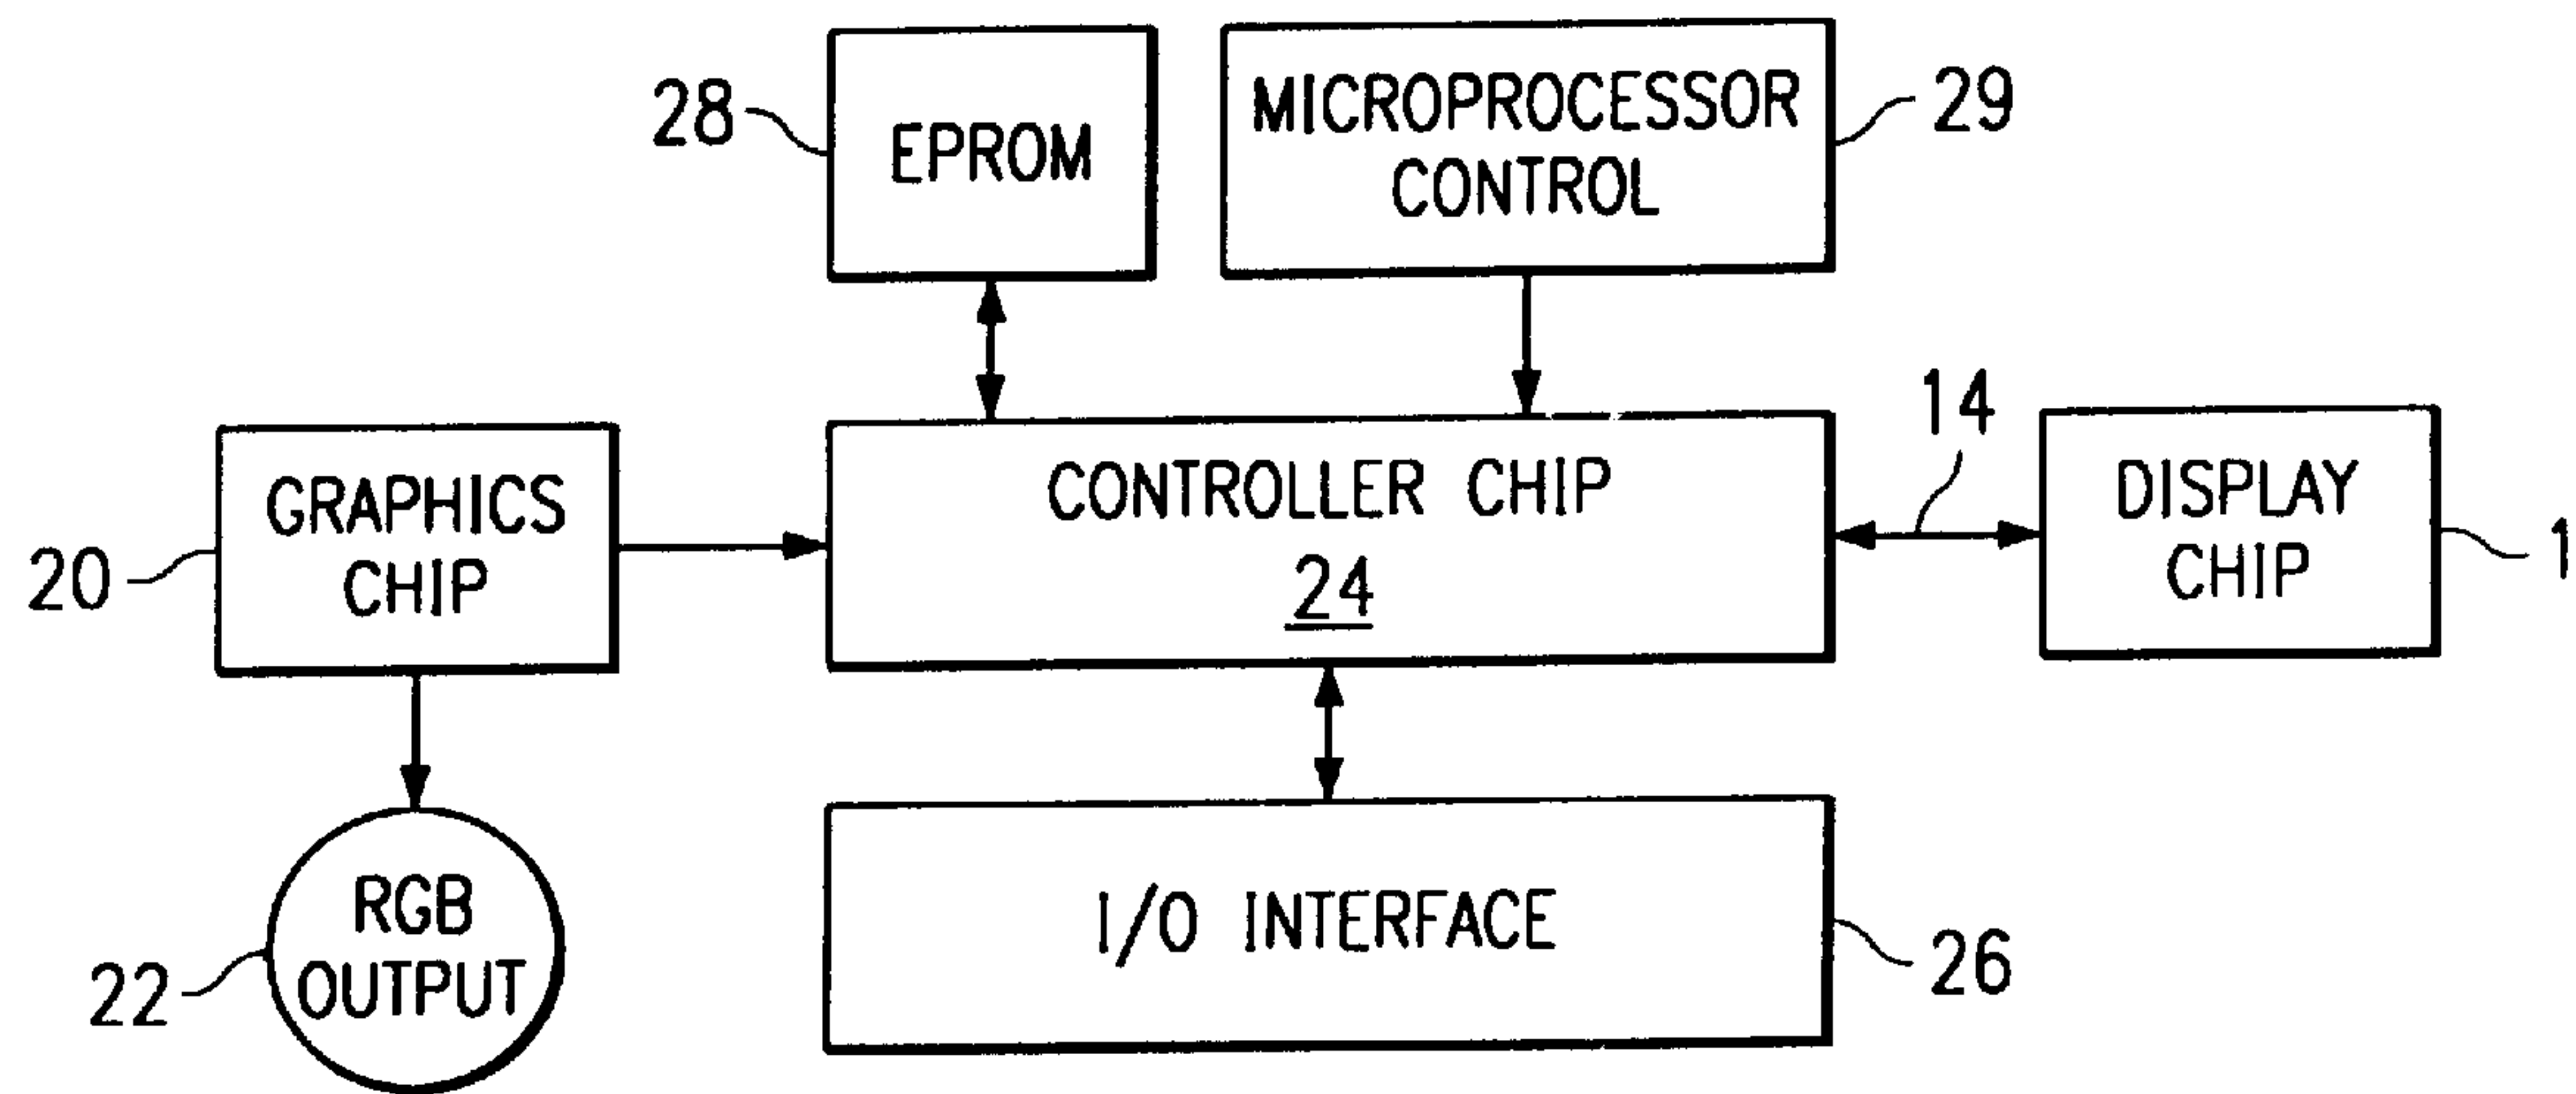 28
EPROM
MICROPROCESSOR
CONTROL
29
GRAPHICS
CHIP
20
CONTROLLER CHIP
24
14
DISPLAY
CHIP
1
RGB
OUTPUT
22
I/O INTERFACE
26